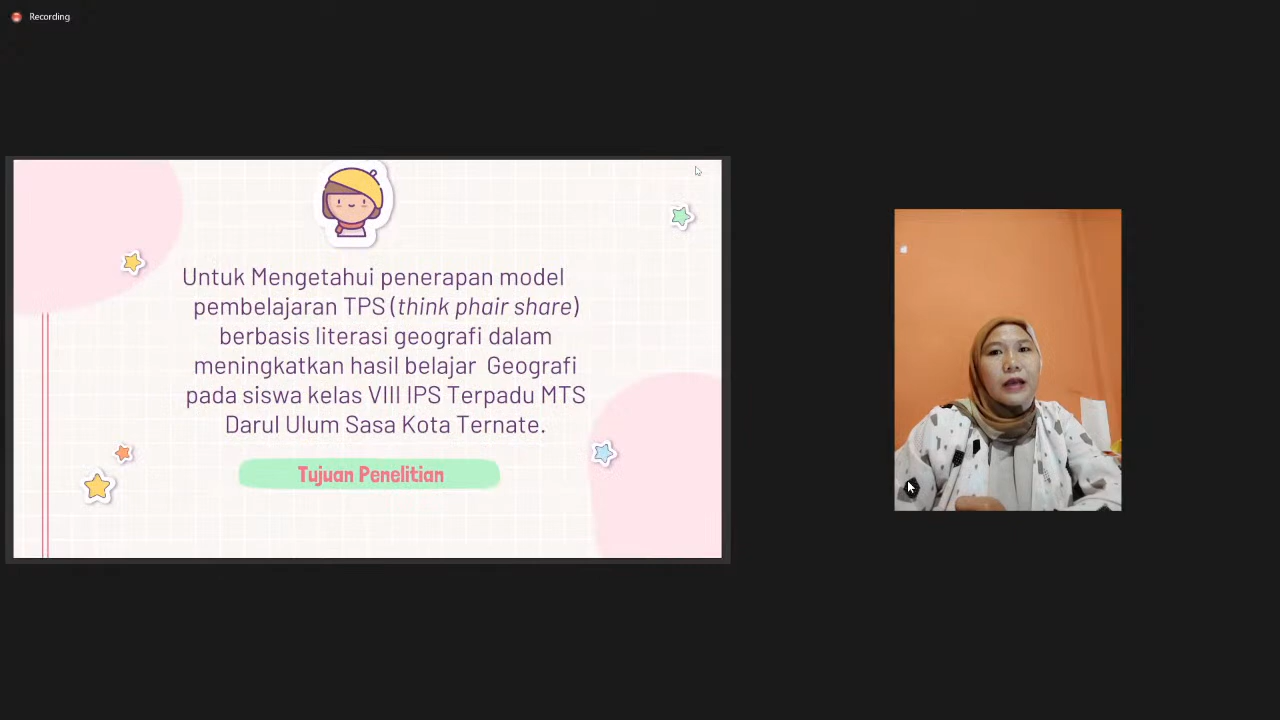 Recording
Untuk Mengetahui penerapan model
pembelajaran TPS (think phair share)
berbasis literasi geografi dalam
meningkatkan hasil belajar Geografi
pada siswa kelas VIII IPS Terpadu MTS
Darul Ulum Sasa Kota Ternate.
Tujuan Penelitian